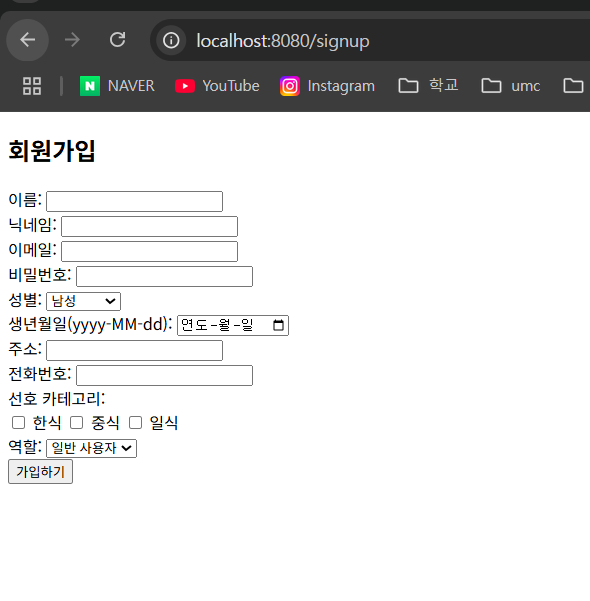 localhost:8080/signup
NAVER YouTube Instagram 학교 umc
회원가입
이름:
닉네임:
이메일:
비밀번호:
성별: 남성
생년월일(yyyy-MM-dd): 연도-월-일
주소:
전화번호:
선호 카테고리:
한식 중식 일식
역할: 일반 사용자
가입하기